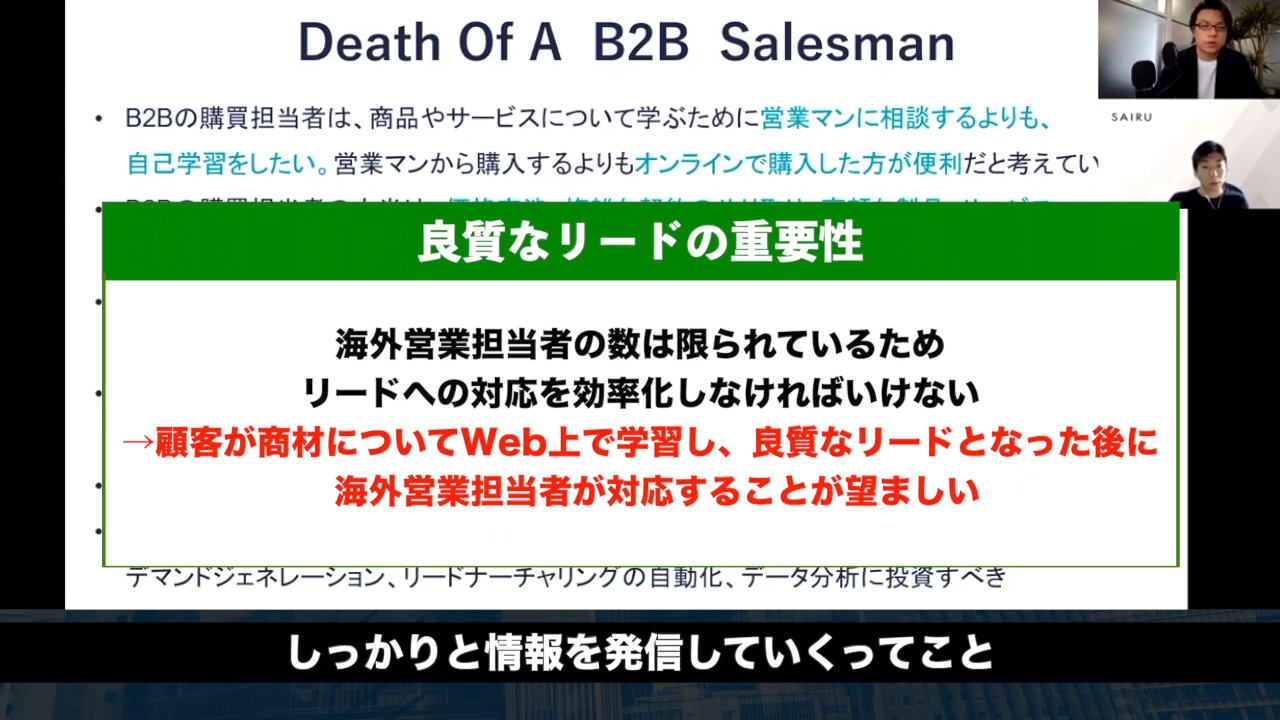 Death Of A B2B Salesman
SAIRU
• B2Bの購買担当者は、商品やサービスについて学ぶために営業マンに相談するよりも、
自己学習をしたい。営業マンから購入するよりもオンラインで購入した方が便利だと考えてい
良質なリードの重要性
海外営業担当者の数は限られているため
リードへの対応を効率化しなければいけない
→顧客が商材についてWeb上で学習し、良質なリードとなった後に
海外営業担当者が対応することが望ましい
デマンドジェネレーション、リードナーチャリングの自動化、データ分析に投資すべき
しっかりと情報を発信していくってこと